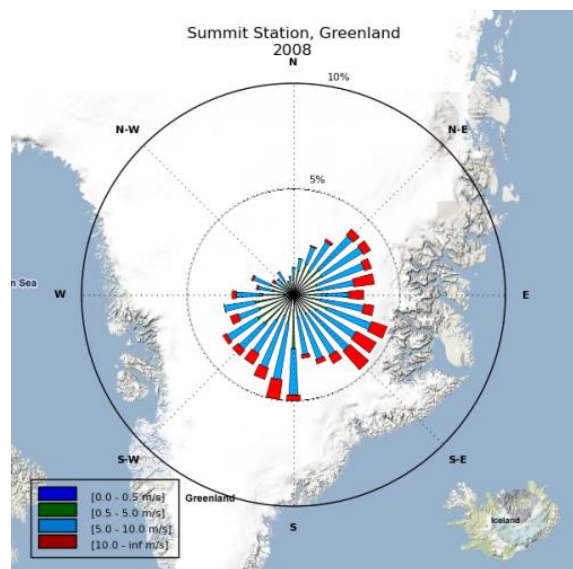 Summit Station, Greenland
2008
N
10%
N-W
N-E
5%
n Sea
W
E
S-W
S-E
[0.0 - 0.5 m/s]
[0.5 - 5.0 m/s]
[5.0 - 10.0 m/s]
[10.0 - inf m/s]
Greenland
S
Iceland